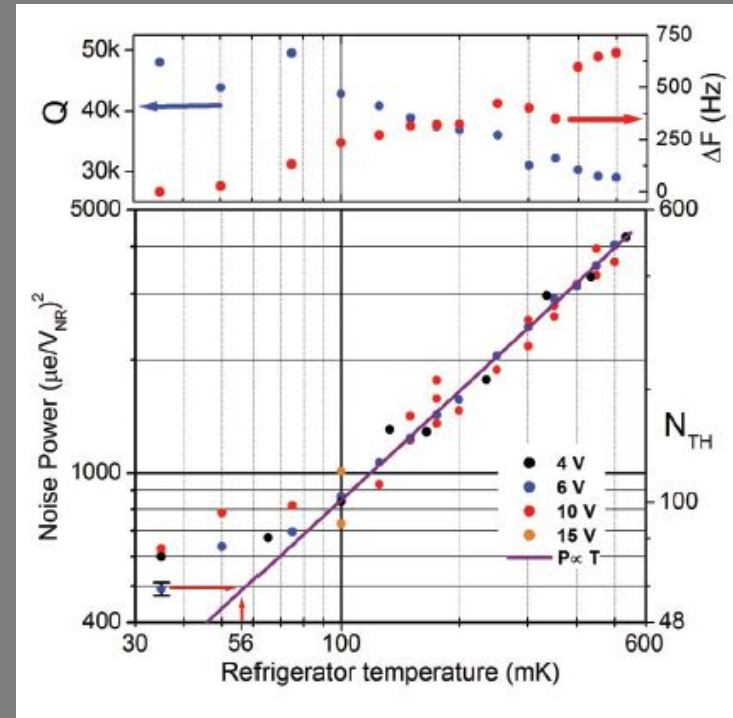 50k
40k
30k
Q
750
500
250
0
ΔF (Hz)
5000
1000
400
Noise Power (µe/V_NR)²
600
100
48
N_TH
4 V
6 V
10 V
15 V
P∝ T
30
56
100
600
Refrigerator temperature (mK)